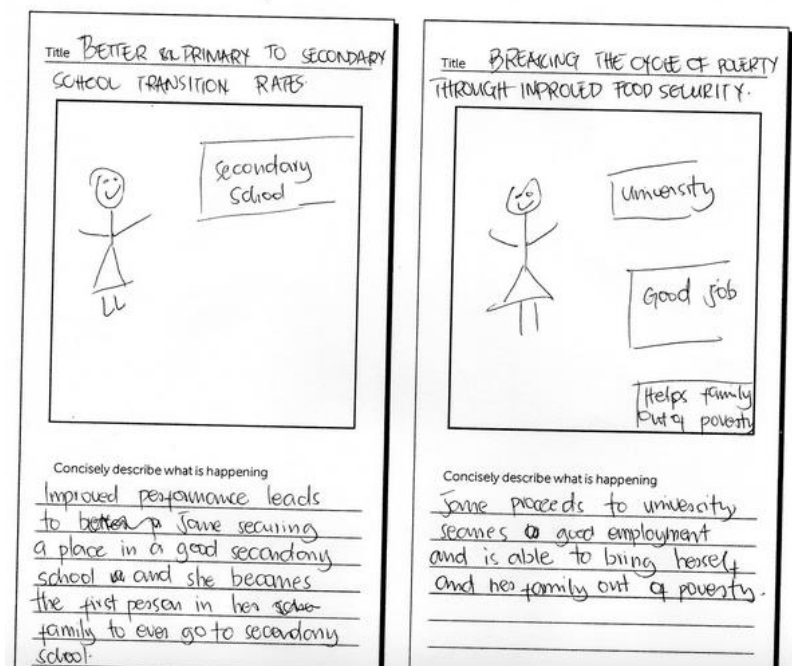 Title BETTER PRIMARY TO SECONDARY
SCHOOL TRANSITION RATES.
secondary
school
Concisely describe what is happening
Improved performance leads
to Jane securing
a place in a good secondary
school and she becomes
the first person in her
family to ever go to secondary
school.
Title BREAKING THE CYCLE OF POVERTY
THROUGH IMPROVED FOOD SECURITY.
university
Good job
Helps family
out of poverty
Concisely describe what is happening
Jane proceeds to university,
secures good employment
and is able to bring herself
and her family out of poverty.